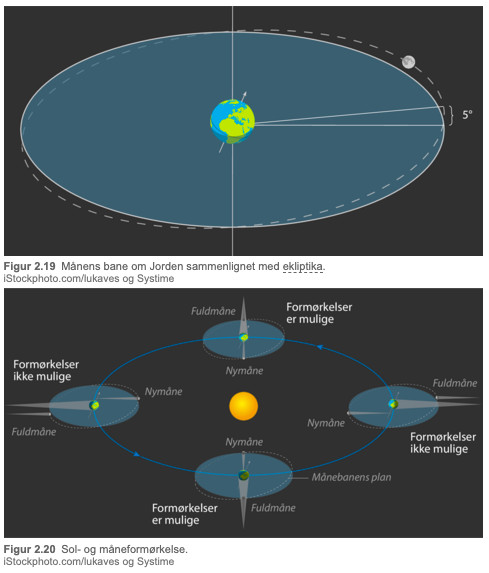 5°
Figur 2.19 Månens bane om Jorden sammenlignet med ekliptika.
iStockphoto.com/lukaves og Systime
Fuldmåne
Formørkelser
er mulige
Nymåne
Formørkelser
ikke mulige
Nymåne
Fuldmåne
Fuldmåne
Nymåne
Formørkelser
ikke mulige
Nymåne
Månebanens plan
Formørkelser
er mulige
Fuldmåne
Figur 2.20 Sol- og måneformørkelse.
iStockphoto.com/lukaves og Systime